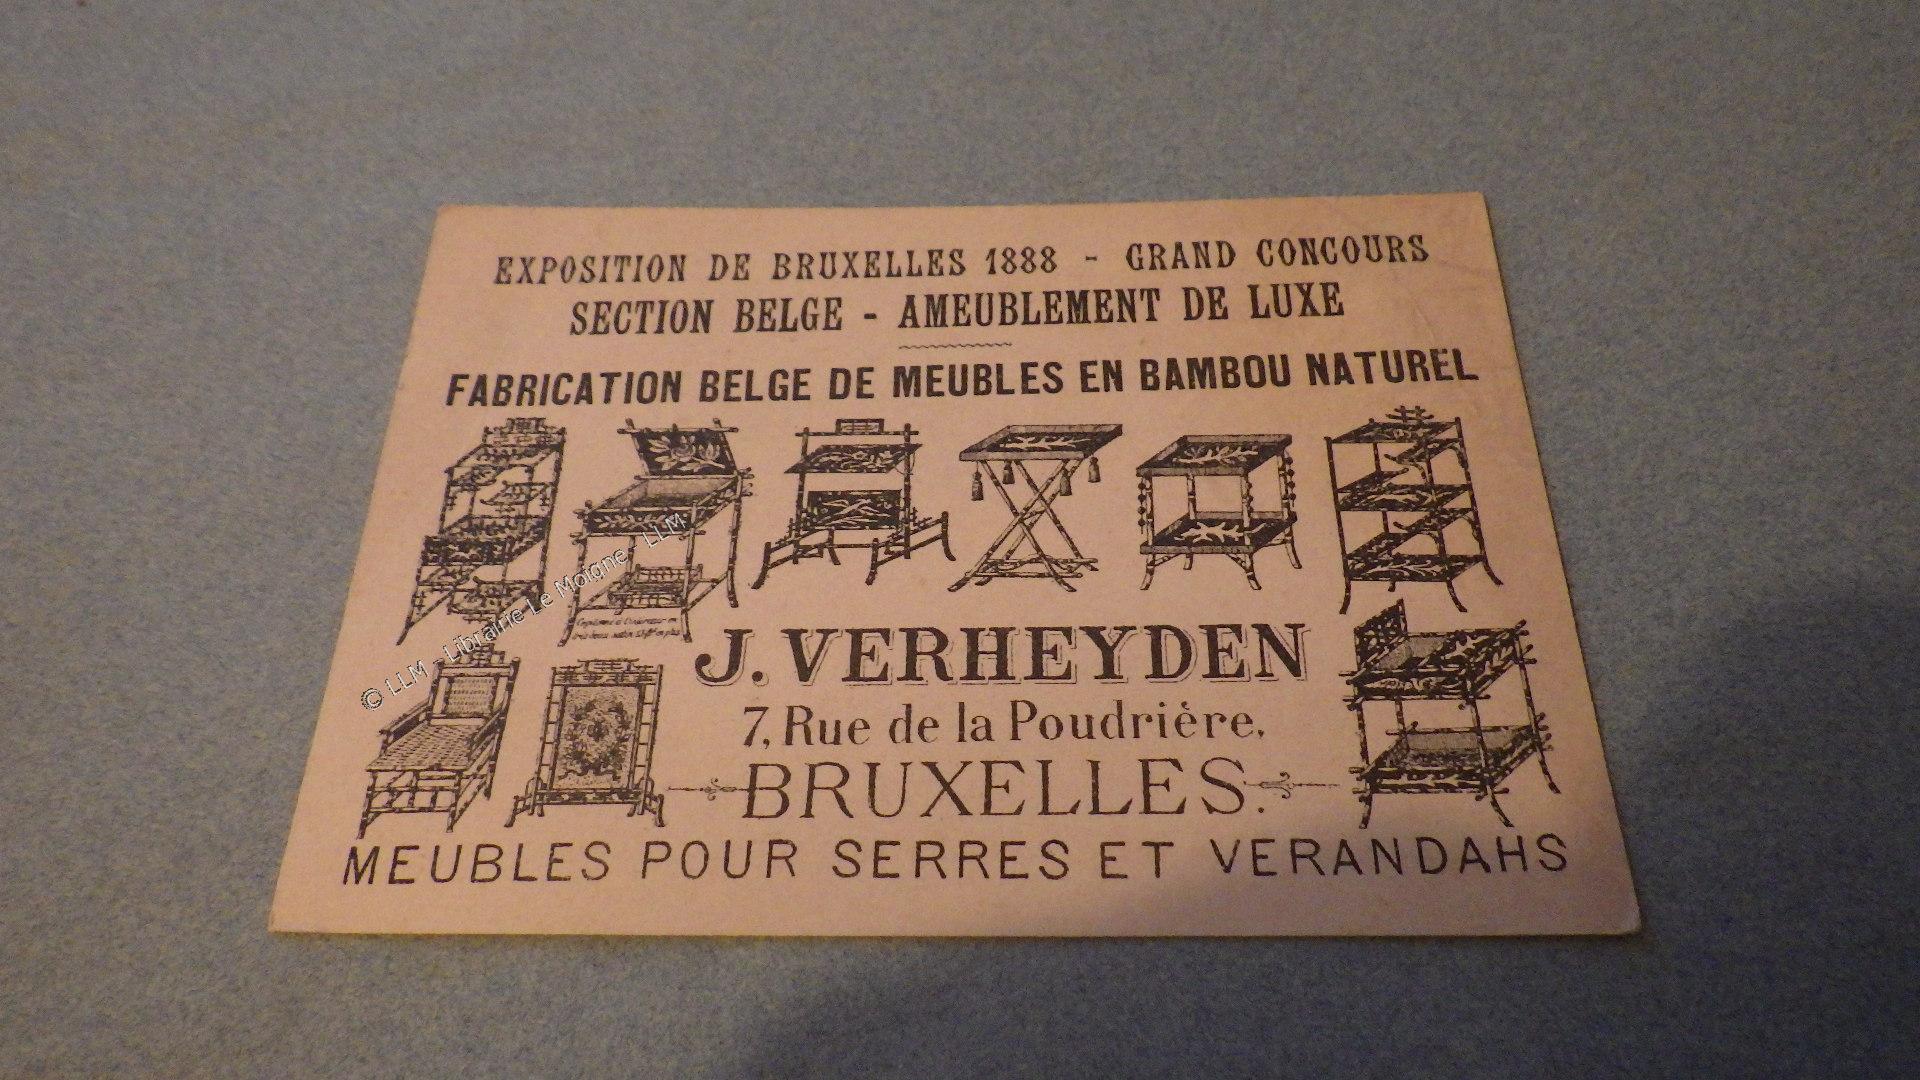 EXPOSITION DE BRUXELLES 1888 - GRAND CONCOURS
SECTION BELGE - AMEUBLEMENT DE LUXE
FABRICATION BELGE DE MEUBLES EN BAMBOU NATUREL
J. VERHEYDEN
7, Rue de la Poudrière,
BRUXELLES.
MEUBLES POUR SERRES ET VERANDAHS
© LLM - Librairie Le Moigne - LLM